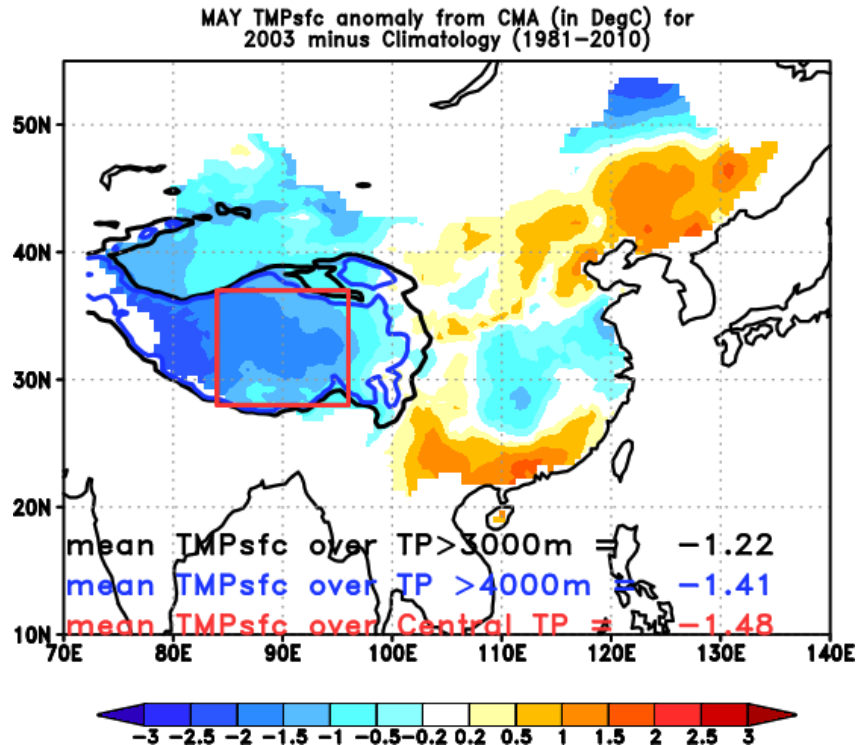 MAY TMPsfc anomaly from CMA (in DegC) for
2003 minus Climatology (1981-2010)
50N
40N
30N
20N
mean TMPsfc over TP>3000m = -1.22
mean TMPsfc over TP >4000m = -1.41
mean TMPsfc over Central TP = -1.48
10N
70E 80E 90E 100E 110E 120E 130E 140E
-3 -2.5 -2 -1.5 -1 -0.5 -0.2 0.2 0.5 1 1.5 2 2.5 3